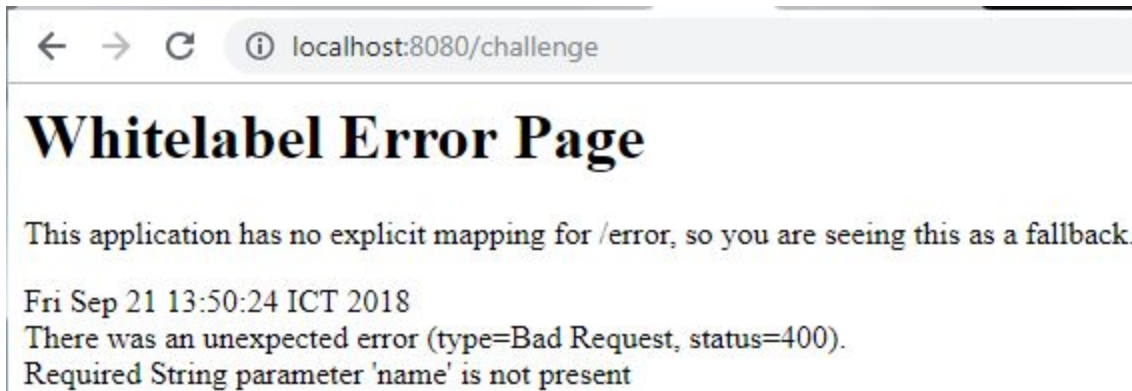 localhost:8080/challenge
Whitelabel Error Page
This application has no explicit mapping for /error, so you are seeing this as a fallback.
Fri Sep 21 13:50:24 ICT 2018
There was an unexpected error (type=Bad Request, status=400).
Required String parameter 'name' is not present